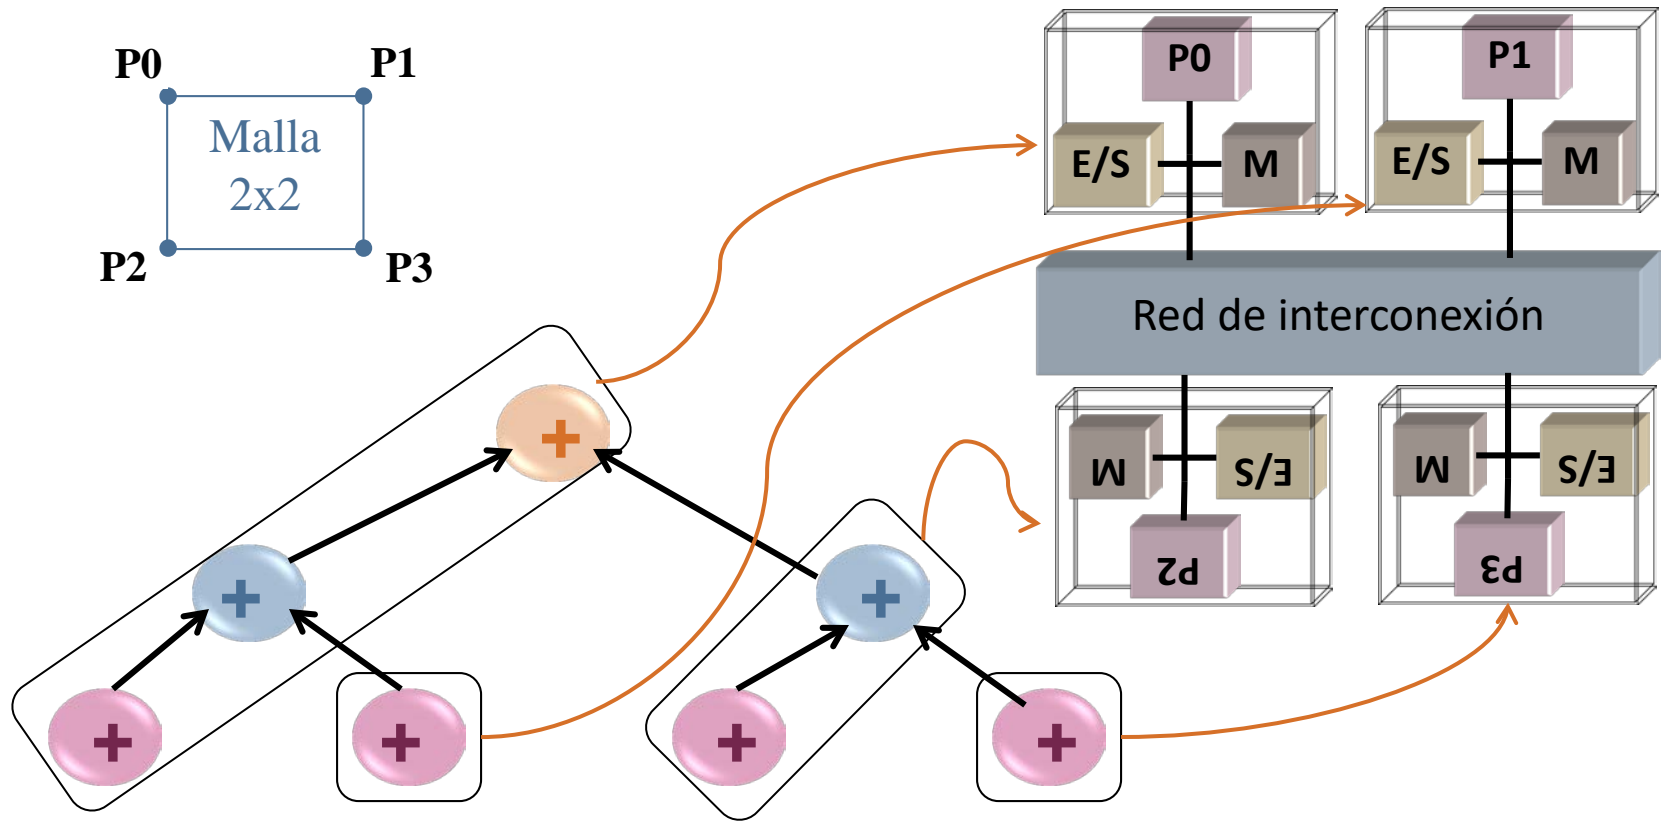 P0
P1
Malla
2x2
P2
P3
P0
E/S
M
P1
E/S
M
Red de interconexión
M
E/S
P2
M
E/S
P3
+
+
+
+
+
+
+